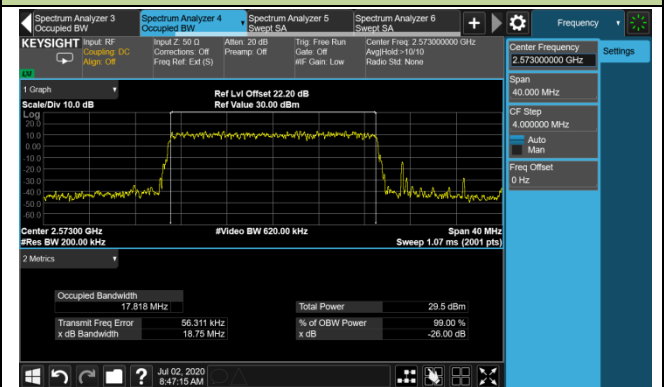 Spectrum Analyzer 3 Occupied BW
Spectrum Analyzer 4 Occupied BW
Spectrum Analyzer 5 Swept SA
Spectrum Analyzer 6 Swept SA
+
Frequency
KEYSIGHT
Input: RF
Coupling: DC
Align: Off
Input Z: 50 Ω
Corrections: Off
Freq Ref: Ext (S)
Atten: 20 dB
Preamp: Off
Trig: Free Run
Gate: Off
#IF Gain: Low
Center Freq: 2.573000000 GHz
Avg|Hold:>10/10
Radio Std: None
LXI
Center Frequency
2.573000000 GHz
Settings
Span
40.000 MHz
CF Step
4.000000 MHz
Auto
Man
Freq Offset
0 Hz
1 Graph
Scale/Div 10.0 dB
Ref Lvl Offset 22.20 dB
Ref Value 30.00 dBm
Log
20.0
10.0
0.00
-10.0
-20.0
-30.0
-40.0
-50.0
-60.0
Center 2.57300 GHz
#Video BW 620.00 kHz
Span 40 MHz
#Res BW 200.00 kHz
Sweep 1.07 ms (2001 pts)
2 Metrics
Occupied Bandwidth
17.818 MHz
Total Power 29.5 dBm
Transmit Freq Error 56.311 kHz
% of OBW Power 99.00 %
x dB Bandwidth 18.75 MHz
x dB -26.00 dB
?
Jul 02, 2020
8:47:15 AM